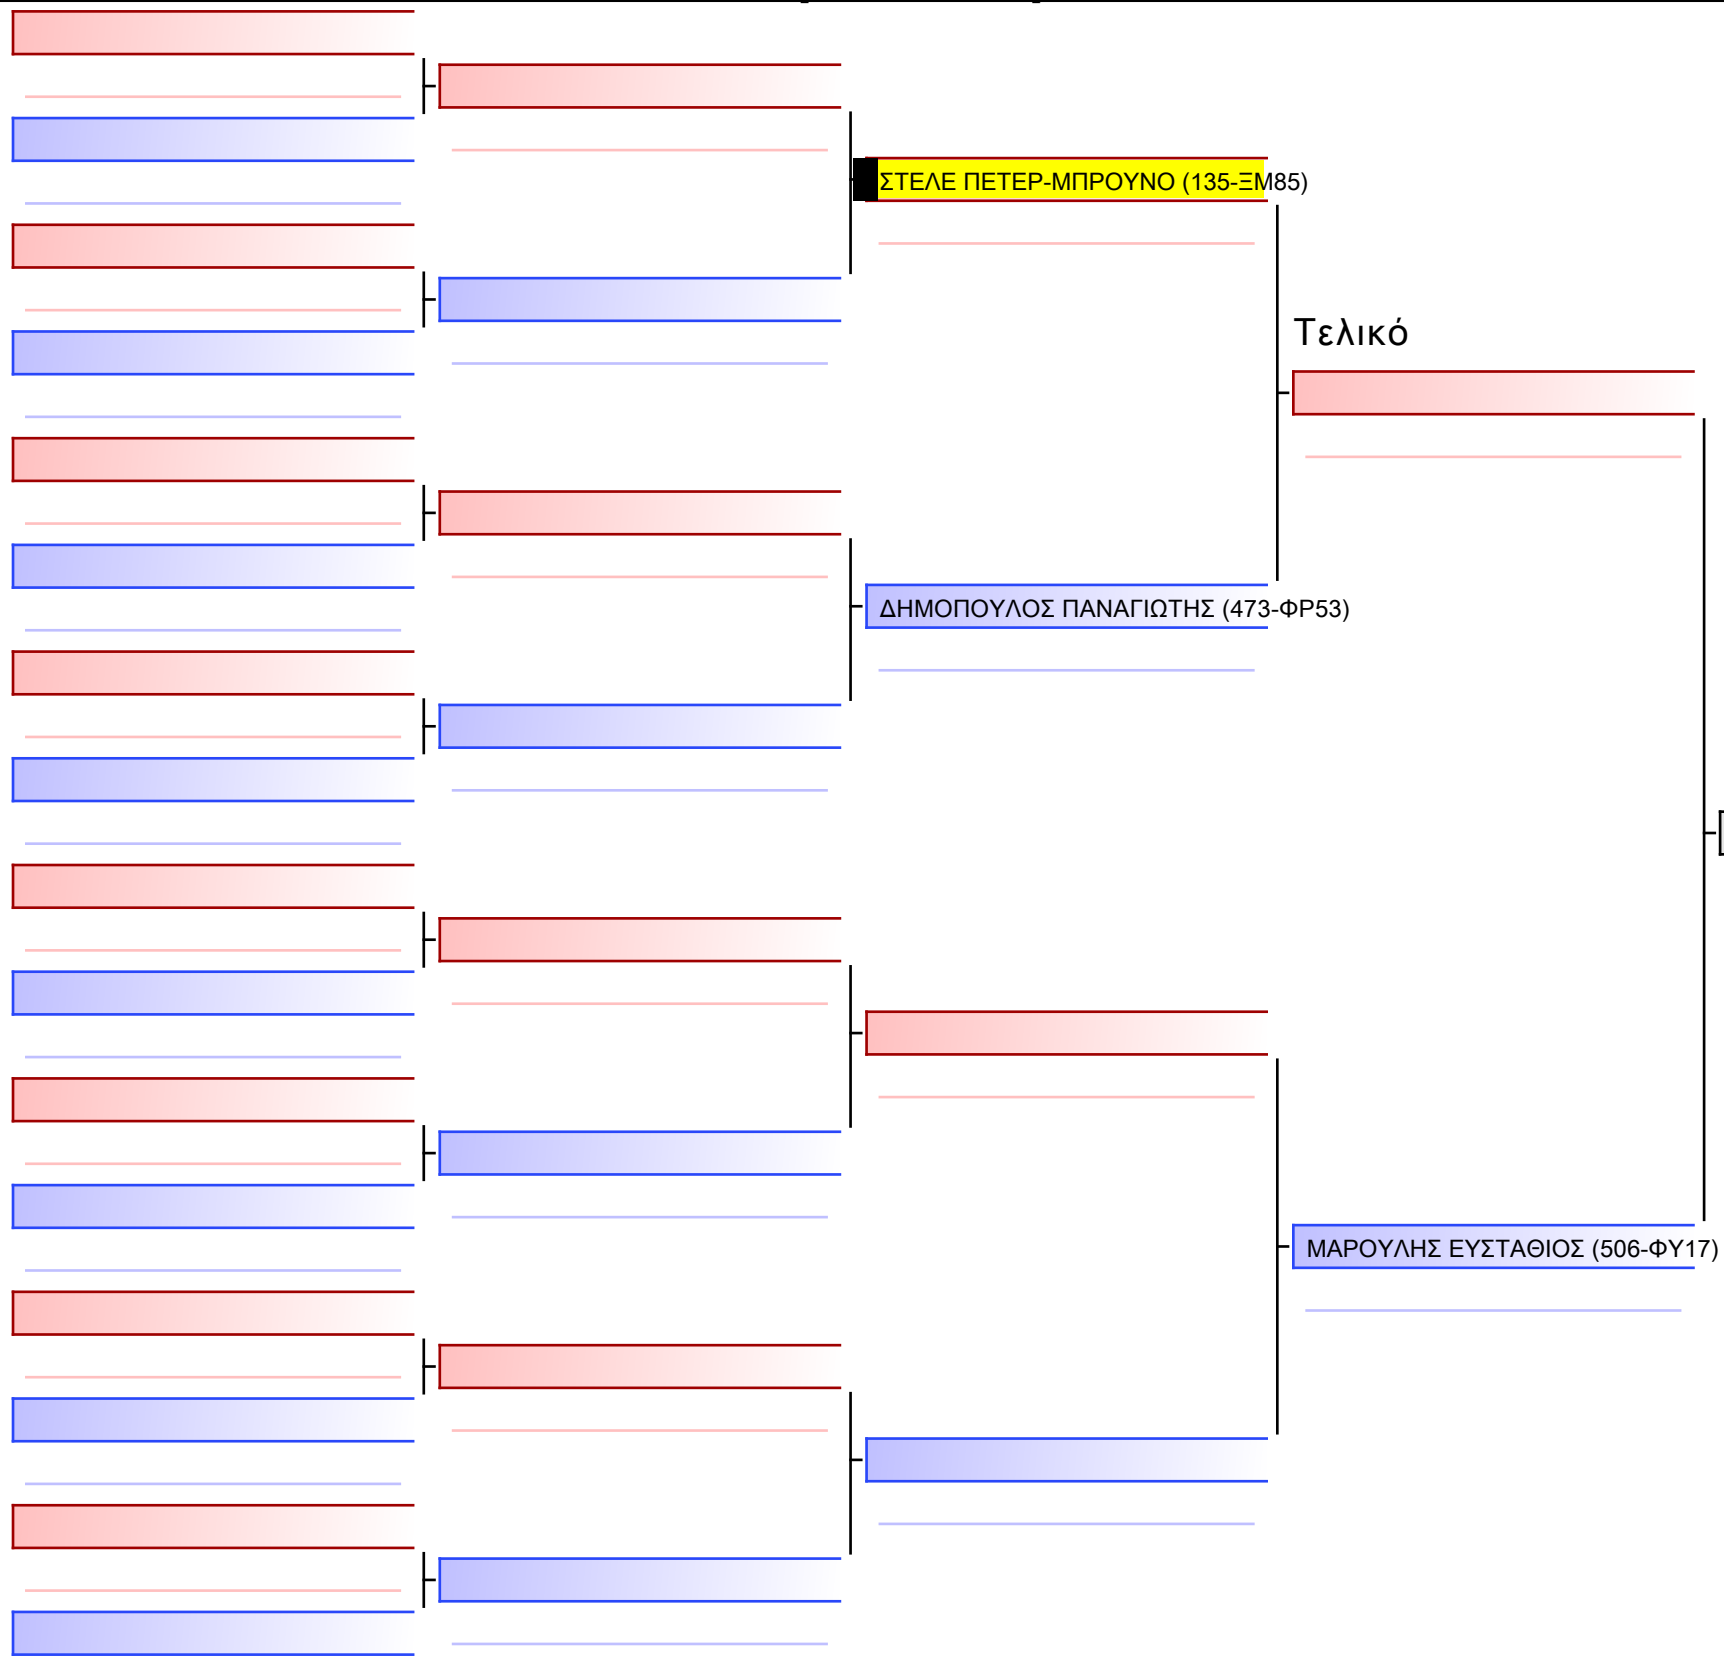 ΣΤΕΛΕ ΠΕΤΕΡ-ΜΠΡΟΥΝΟ (135-ΞΜ85)
Τελικό
ΔΗΜΟΠΟΥΛΟΣ ΠΑΝΑΓΙΩΤΗΣ (473-ΦΡ53)
ΜΑΡΟΥΛΗΣ ΕΥΣΤΑΘΙΟΣ (506-ΦΥ17)